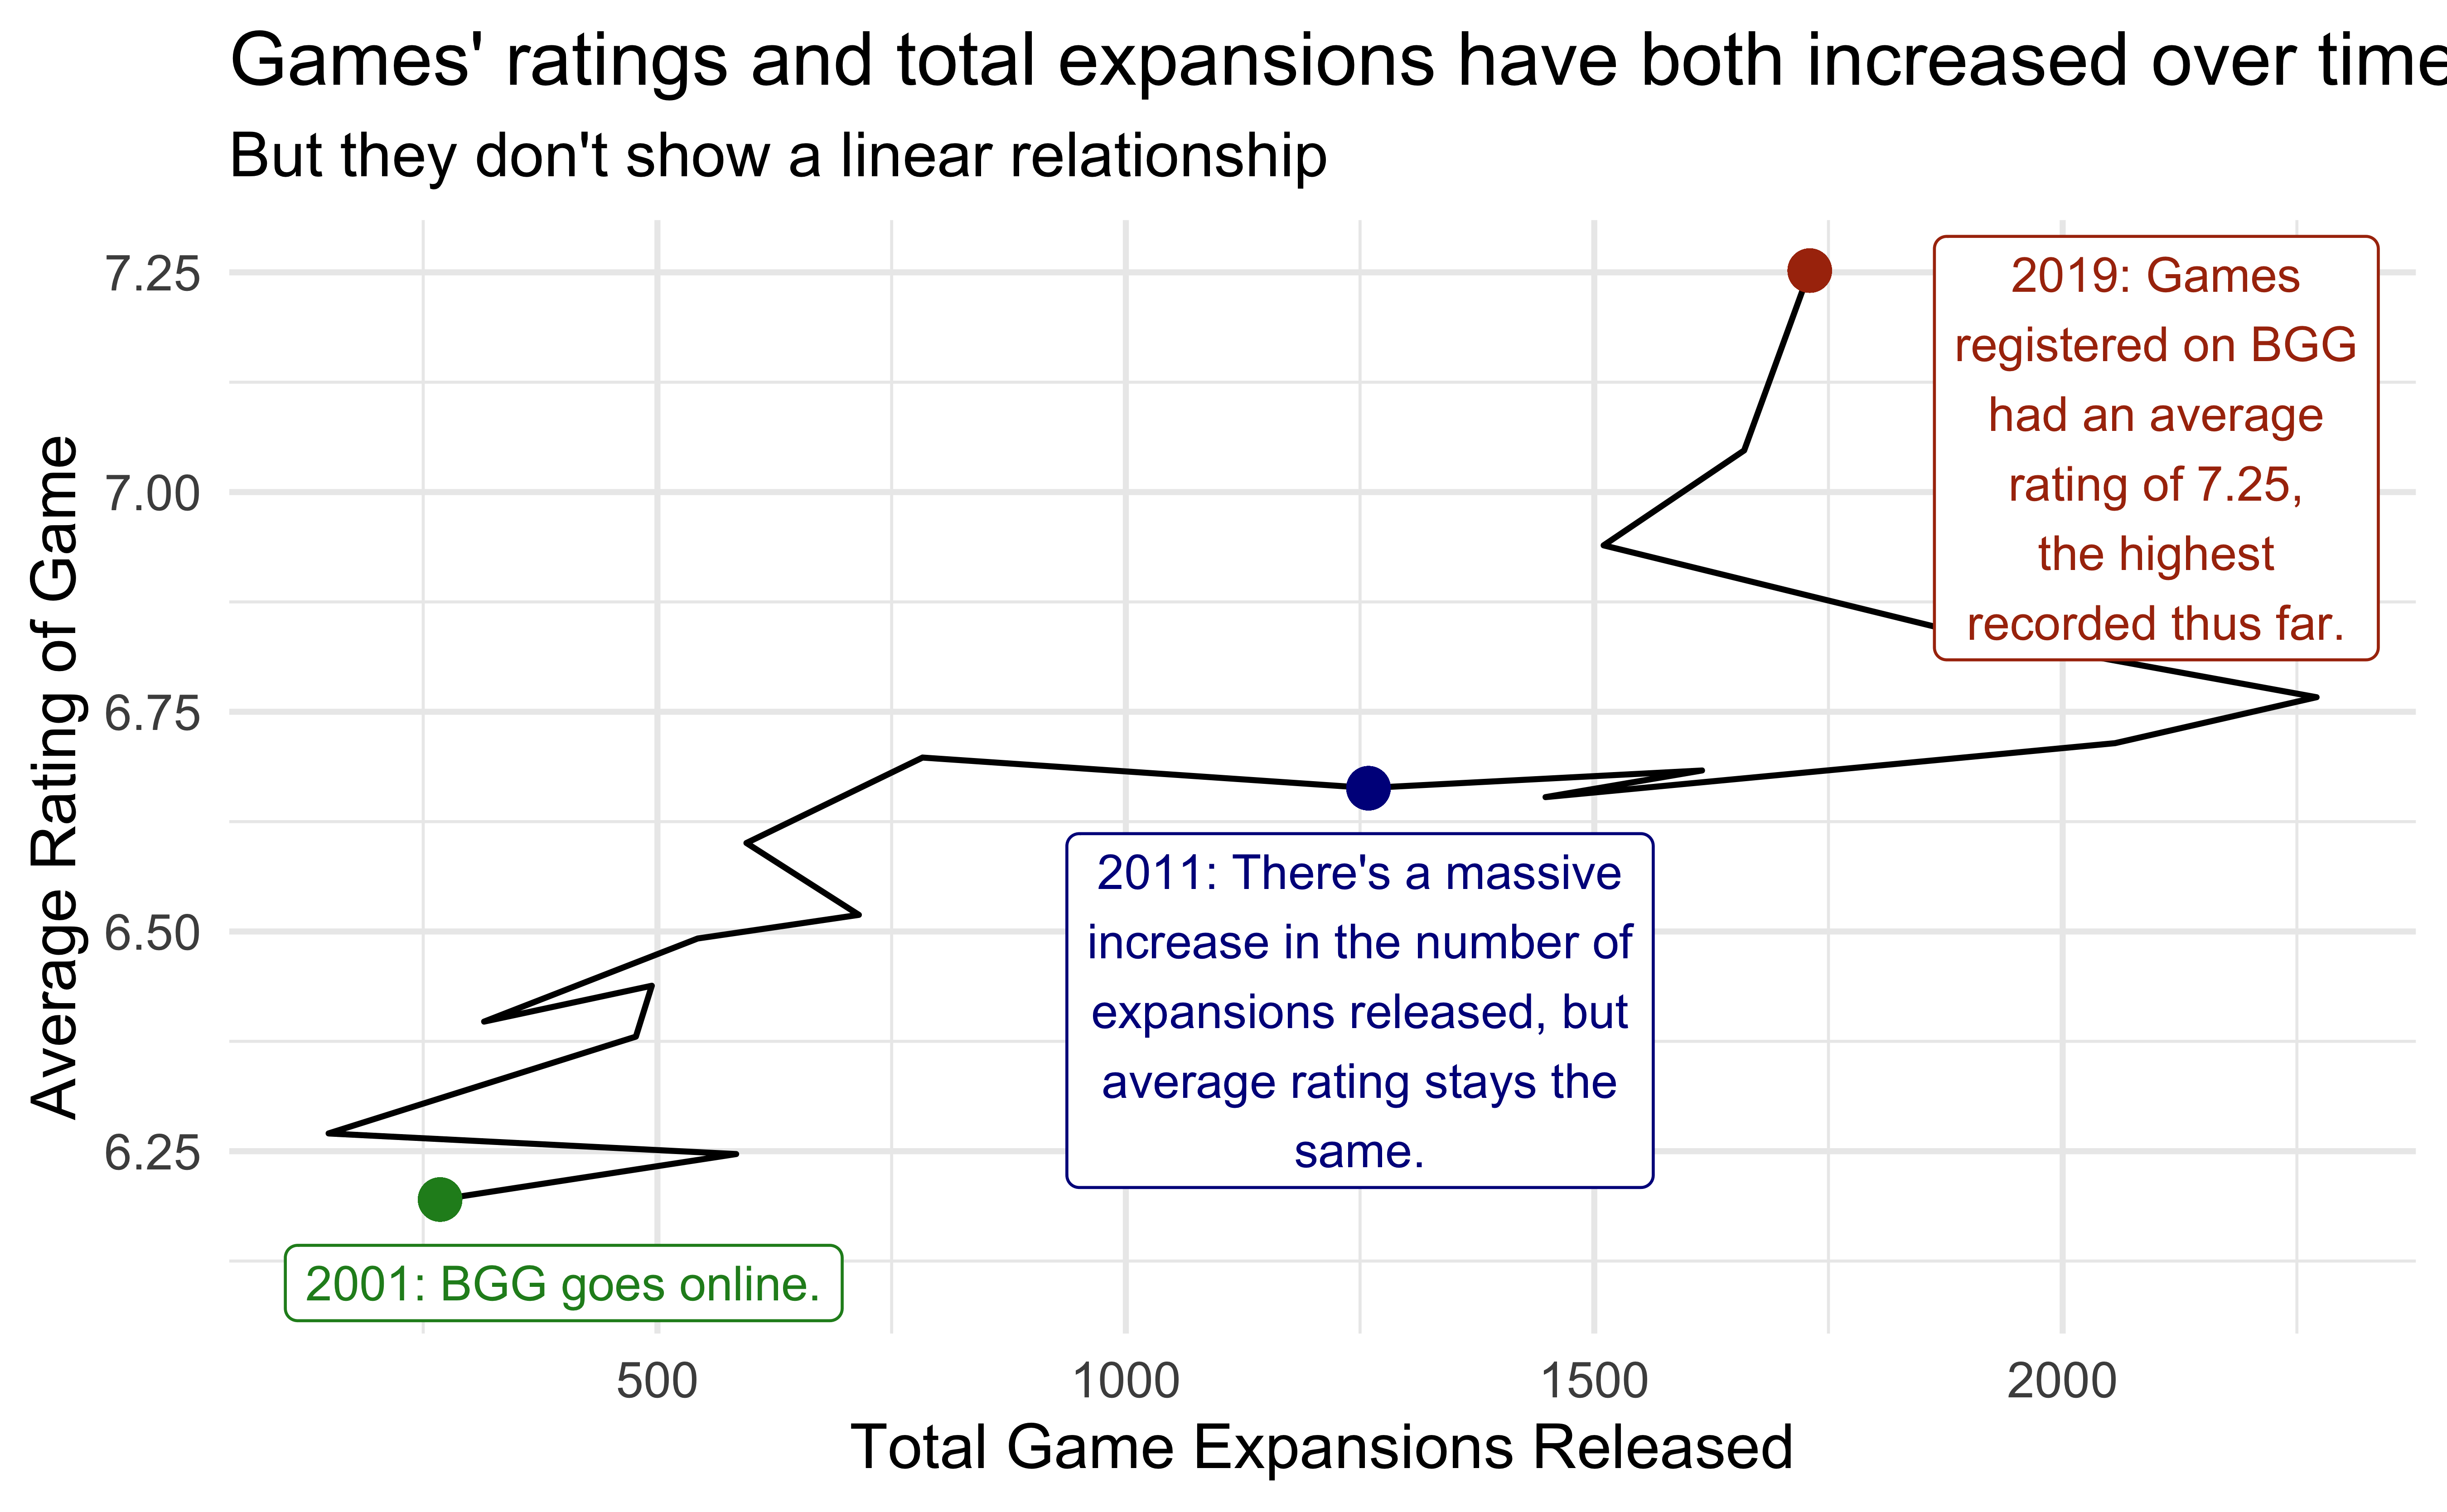 Games' ratings and total expansions have both increased over time
But they don't show a linear relationship
Average Rating of Game
7.25
7.00
6.75
6.50
6.25
2019: Games
registered on BGG
had an average
rating of 7.25,
the highest
recorded thus far.
2011: There's a massive
increase in the number of
expansions released, but
average rating stays the
same.
2001: BGG goes online.
500
1000
1500
2000
Total Game Expansions Released